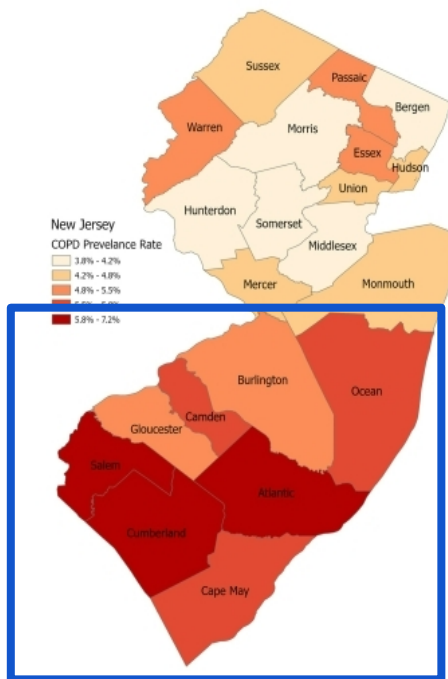 Sussex
Passaic
Bergen
Warren
Morris
Essex
Hudson
Union
Hunterdon
Somerset
Middlesex
New Jersey
COPD Prevelance Rate
3.8% - 4.2%
4.2% - 4.8%
4.8% - 5.5%
5.8% - 7.2%
Mercer
Monmouth
Burlington
Ocean
Camden
Gloucester
Salem
Atlantic
Cumberland
Cape May